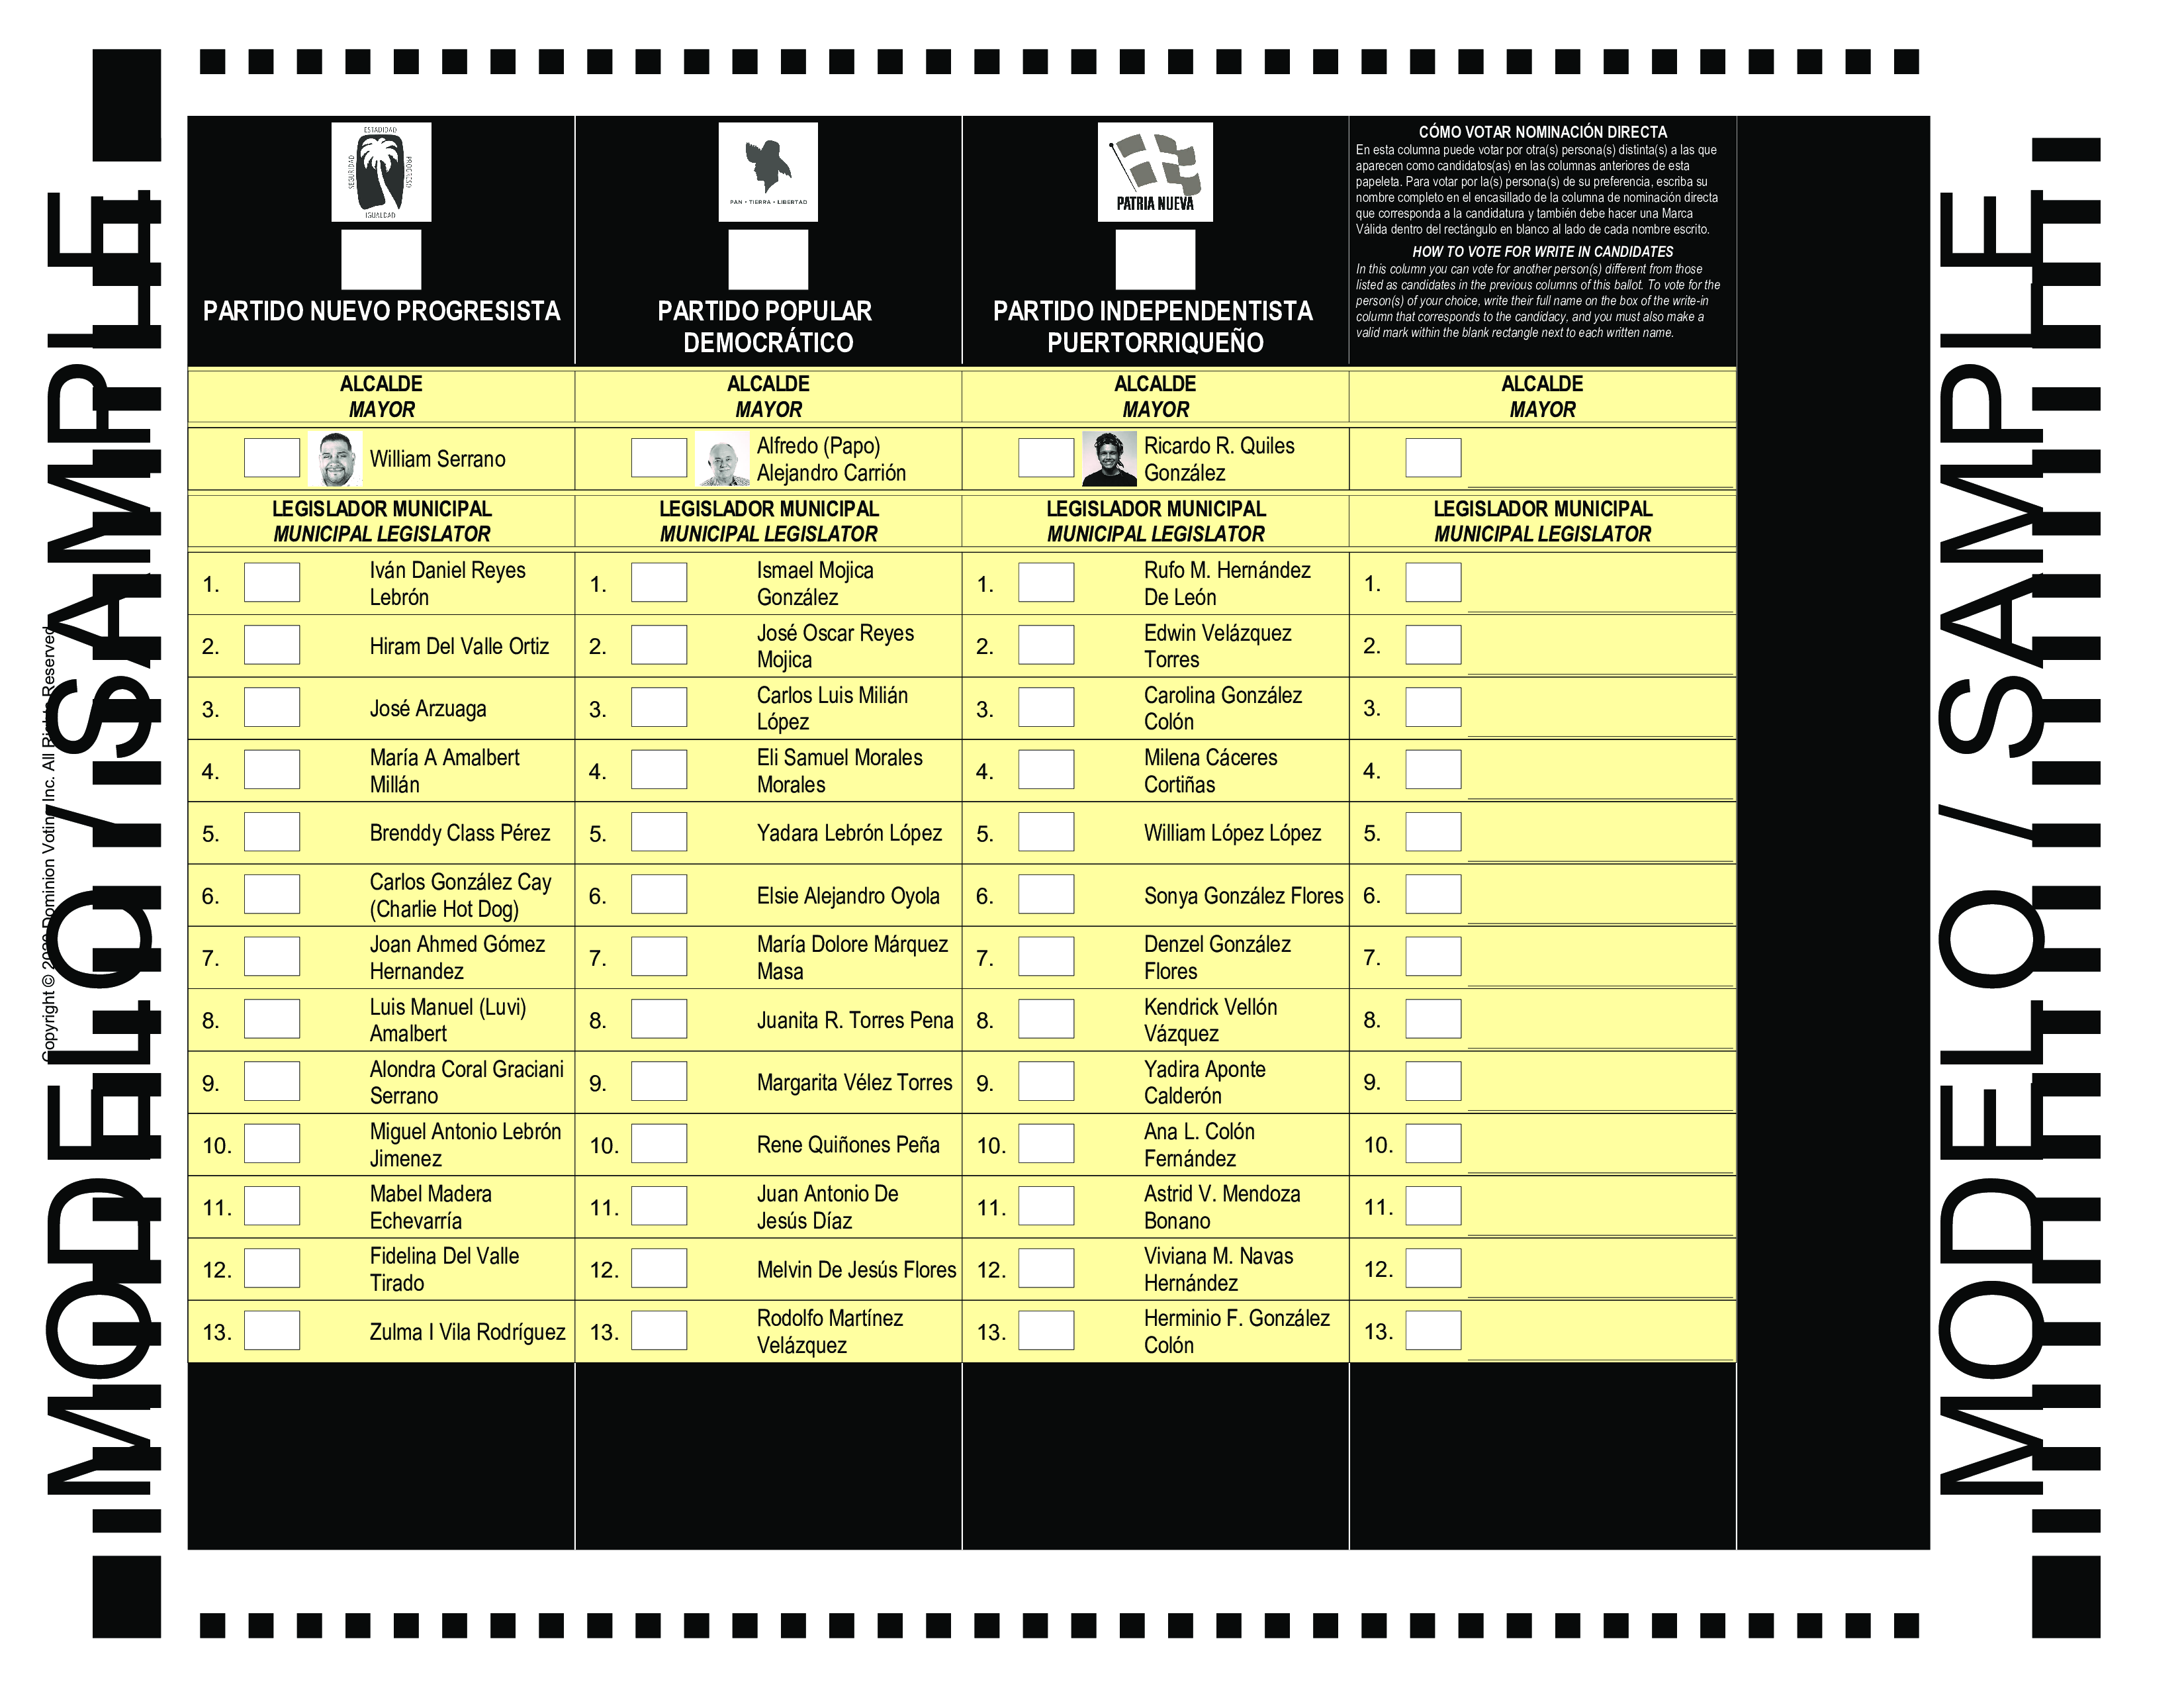 MODELO / SAMPLE
Copyright © 2020 Dominion Voting Inc. All Rights Reserved
ESTADIDAD
SEGURIDAD
PROGRESO
IGUALDAD
PARTIDO NUEVO PROGRESISTA
PAN • TIERRA • LIBERTAD
PARTIDO POPULAR
DEMOCRÁTICO
PATRIA NUEVA
PARTIDO INDEPENDENTISTA
PUERTORRIQUEÑO
CÓMO VOTAR NOMINACIÓN DIRECTA
En esta columna puede votar por otra(s) persona(s) distinta(s) a las que
aparecen como candidatos(as) en las columnas anteriores de esta
papeleta. Para votar por la(s) persona(s) de su preferencia, escriba su
nombre completo en el encasillado de la columna de nominación directa
que corresponda a la candidatura y también debe hacer una Marca
Válida dentro del rectángulo en blanco al lado de cada nombre escrito.
HOW TO VOTE FOR WRITE IN CANDIDATES
In this column you can vote for another person(s) different from those
listed as candidates in the previous columns of this ballot. To vote for the
person(s) of your choice, write their full name on the box of the write-in
column that corresponds to the candidacy, and you must also make a
valid mark within the blank rectangle next to each written name.
ALCALDE
MAYOR
William Serrano
LEGISLADOR MUNICIPAL
MUNICIPAL LEGISLATOR
1. Iván Daniel Reyes
Lebrón
2. Hiram Del Valle Ortiz
3. José Arzuaga
4. María A Amalbert
Millán
5. Brenddy Class Pérez
6. Carlos González Cay
(Charlie Hot Dog)
7. Joan Ahmed Gómez
Hernandez
8. Luis Manuel (Luvi)
Amalbert
9. Alondra Coral Graciani
Serrano
10. Miguel Antonio Lebrón
Jimenez
11. Mabel Madera
Echevarría
12. Fidelina Del Valle
Tirado
13. Zulma I Vila Rodríguez
ALCALDE
MAYOR
Alfredo (Papo)
Alejandro Carrión
LEGISLADOR MUNICIPAL
MUNICIPAL LEGISLATOR
1. Ismael Mojica
González
2. José Oscar Reyes
Mojica
3. Carlos Luis Milián
López
4. Eli Samuel Morales
Morales
5. Yadara Lebrón López
6. Elsie Alejandro Oyola
7. María Dolore Márquez
Masa
8. Juanita R. Torres Pena
9. Margarita Vélez Torres
10. Rene Quiñones Peña
11. Juan Antonio De
Jesús Díaz
12. Melvin De Jesús Flores
13. Rodolfo Martínez
Velázquez
ALCALDE
MAYOR
Ricardo R. Quiles
González
LEGISLADOR MUNICIPAL
MUNICIPAL LEGISLATOR
1. Rufo M. Hernández
De León
2. Edwin Velázquez
Torres
3. Carolina González
Colón
4. Milena Cáceres
Cortiñas
5. William López López
6. Sonya González Flores
7. Denzel González
Flores
8. Kendrick Vellón
Vázquez
9. Yadira Aponte
Calderón
10. Ana L. Colón
Fernández
11. Astrid V. Mendoza
Bonano
12. Viviana M. Navas
Hernández
13. Herminio F. González
Colón
ALCALDE
MAYOR
LEGISLADOR MUNICIPAL
MUNICIPAL LEGISLATOR
1.
2.
3.
4.
5.
6.
7.
8.
9.
10.
11.
12.
13.
MODELO / SAMPLE